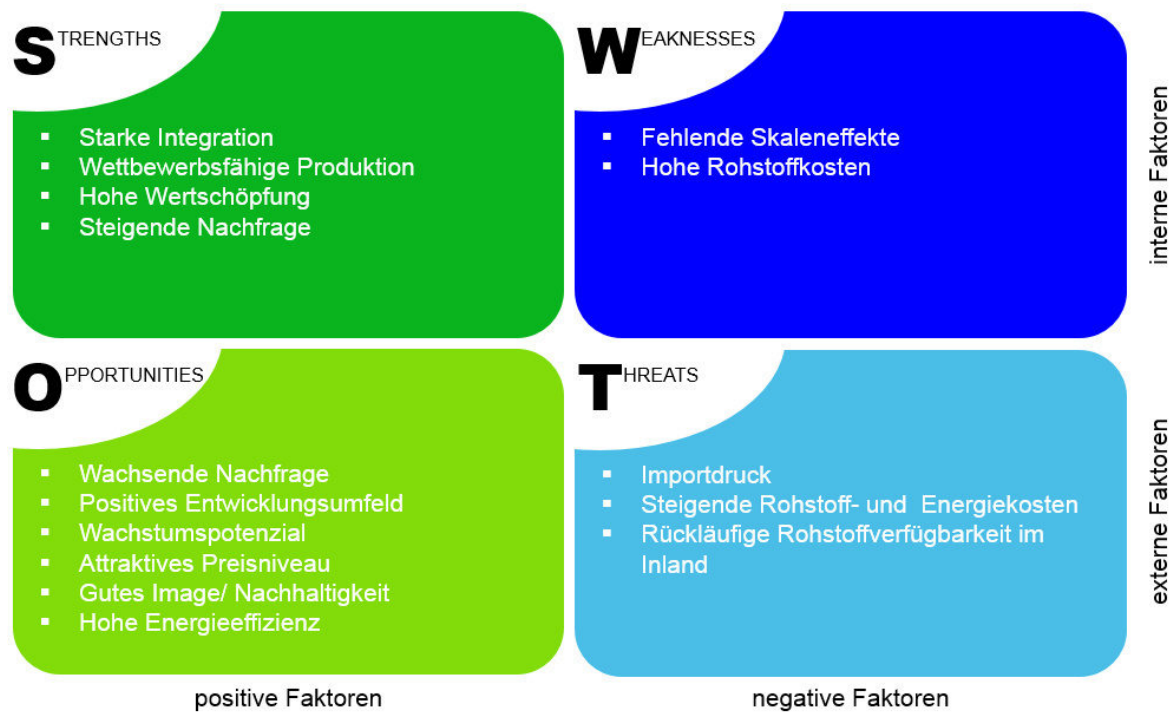 STRENGTHS
Starke Integration
Wettbewerbsfähige Produktion
Hohe Wertschöpfung
Steigende Nachfrage
WEAKNESSES
Fehlende Skaleneffekte
Hohe Rohstoffkosten
interne Faktoren
OPPORTUNITIES
Wachsende Nachfrage
Positives Entwicklungsumfeld
Wachstumspotenzial
Attraktives Preisniveau
Gutes Image/ Nachhaltigkeit
Hohe Energieeffizienz
THREATS
Importdruck
Steigende Rohstoff- und Energiekosten
Rückläufige Rohstoffverfügbarkeit im
Inland
externe Faktoren
positive Faktoren
negative Faktoren